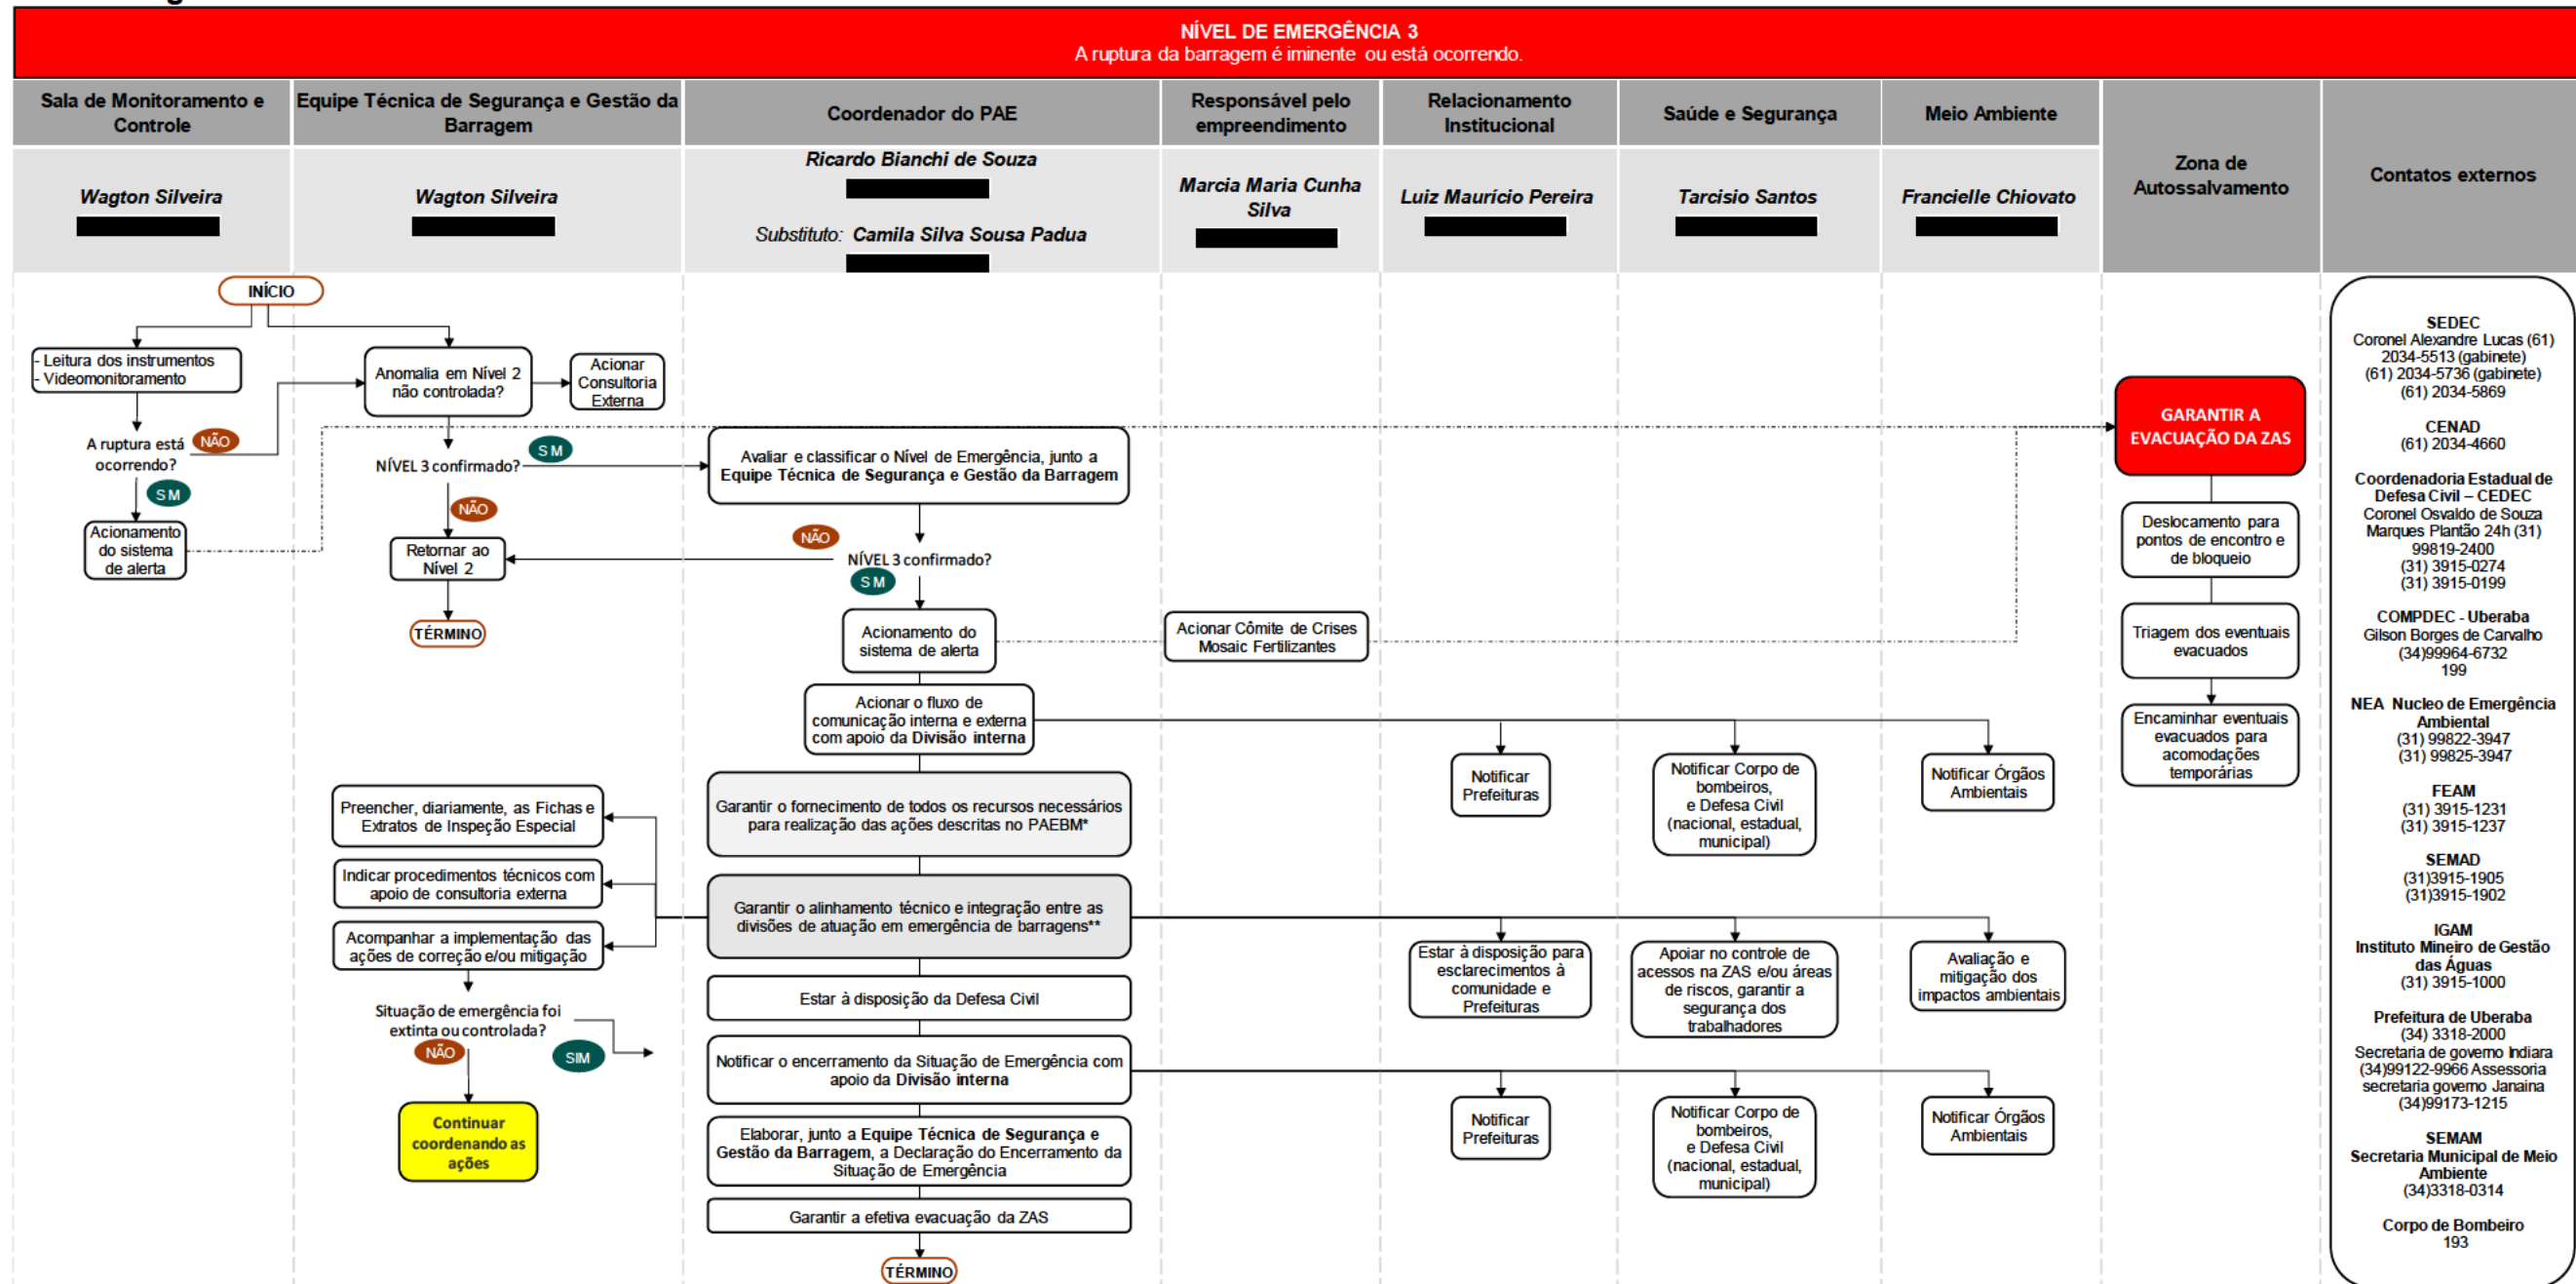 NÍVEL DE EMERGÊNCIA 3
A ruptura da barragem é iminente ou está ocorrendo.
Sala de Monitoramento e
Controle
Equipe Técnica de Segurança e Gestão da
Barragem
Coordenador do PAE
Responsável pelo
empreendimento
Relacionamento
Institucional
Saúde e Segurança
Meio Ambiente
Zona de
Autossalvamento
Contatos externos
Wagton Silveira
Wagton Silveira
Ricardo Bianchi de Souza
Substituto: Camila Silva Sousa Padua
Marcia Maria Cunha
Silva
Luiz Maurício Pereira
Tarcisio Santos
Francielle Chiovato
INÍCIO
- Leitura dos instrumentos
- Videomonitoramento
A ruptura está
ocorrendo?
NÃO
S M
Acionamento
do sistema
de alerta
Anomalia em Nível 2
não controlada?
Acionar
Consultoria
Externa
NÍVEL 3 confirmado?
S M
NÃO
Retornar ao
Nível 2
TÉRMINO
Avaliar e classificar o Nível de Emergência, junto a
Equipe Técnica de Segurança e Gestão da Barragem
NÃO
NÍVEL 3 confirmado?
S M
Acionamento do
sistema de alerta
Acionar Cômite de Crises
Mosaic Fertilizantes
Acionar o fluxo de
comunicação interna e externa
com apoio da Divisão interna
Notificar
Prefeituras
Notificar Corpo de
bombeiros,
e Defesa Civil
(nacional, estadual,
municipal)
Notificar Órgãos
Ambientais
Garantir o fornecimento de todos os recursos necessários
para realização das ações descritas no PAEBM*
Garantir o alinhamento técnico e integração entre as
divisões de atuação em emergência de barragens**
Preencher, diariamente, as Fichas e
Extratos de Inspeção Especial
Indicar procedimentos técnicos com
apoio de consultoria externa
Acompanhar a implementação das
ações de correção e/ou mitigação
Situação de emergência foi
extinta ou controlada?
NÃO
SIM
Continuar
coordenando as
ações
Estar à disposição para
esclarecimentos à
comunidade e
Prefeituras
Apoiar no controle de
acessos na ZAS e/ou áreas
de riscos, garantir a
segurança dos
trabalhadores
Avaliação e
mitigação dos
impactos ambientais
Estar à disposição da Defesa Civil
Notificar o encerramento da Situação de Emergência com
apoio da Divisão interna
Notificar
Prefeituras
Notificar Corpo de
bombeiros,
e Defesa Civil
(nacional, estadual,
municipal)
Notificar Órgãos
Ambientais
Elaborar, junto a Equipe Técnica de Segurança e
Gestão da Barragem, a Declaração do Encerramento da
Situação de Emergência
Garantir a efetiva evacuação da ZAS
TÉRMINO
GARANTIR A
EVACUAÇÃO DA ZAS
Deslocamento para
pontos de encontro e
de bloqueio
Triagem dos eventuais
evacuados
Encaminhar eventuais
evacuados para
acomodações
temporárias
SEDEC
Coronel Alexandre Lucas (61)
2034-5513 (gabinete)
(61) 2034-5736 (gabinete)
(61) 2034-5869
CENAD
(61) 2034-4660
Coordenadoria Estadual de
Defesa Civil – CEDEC
Coronel Osvaldo de Souza
Marques Plantão 24h (31)
99819-2400
(31) 3915-0274
(31) 3915-0199
COMPDEC - Uberaba
Gilson Borges de Carvalho
(34)99964-6732
199
NEA Nucleo de Emergência
Ambiental
(31) 99822-3947
(31) 99825-3947
FEAM
(31) 3915-1231
(31) 3915-1237
SEMAD
(31)3915-1905
(31)3915-1902
IGAM
Instituto Mineiro de Gestão
das Águas
(31) 3915-1000
Prefeitura de Uberaba
(34) 3318-2000
Secretaria de governo Indiara
(34)99122-9966 Assessoria
secretaria governo Janaina
(34)99173-1215
SEMAM
Secretaria Municipal de Meio
Ambiente
(34)3318-0314
Corpo de Bombeiro
193